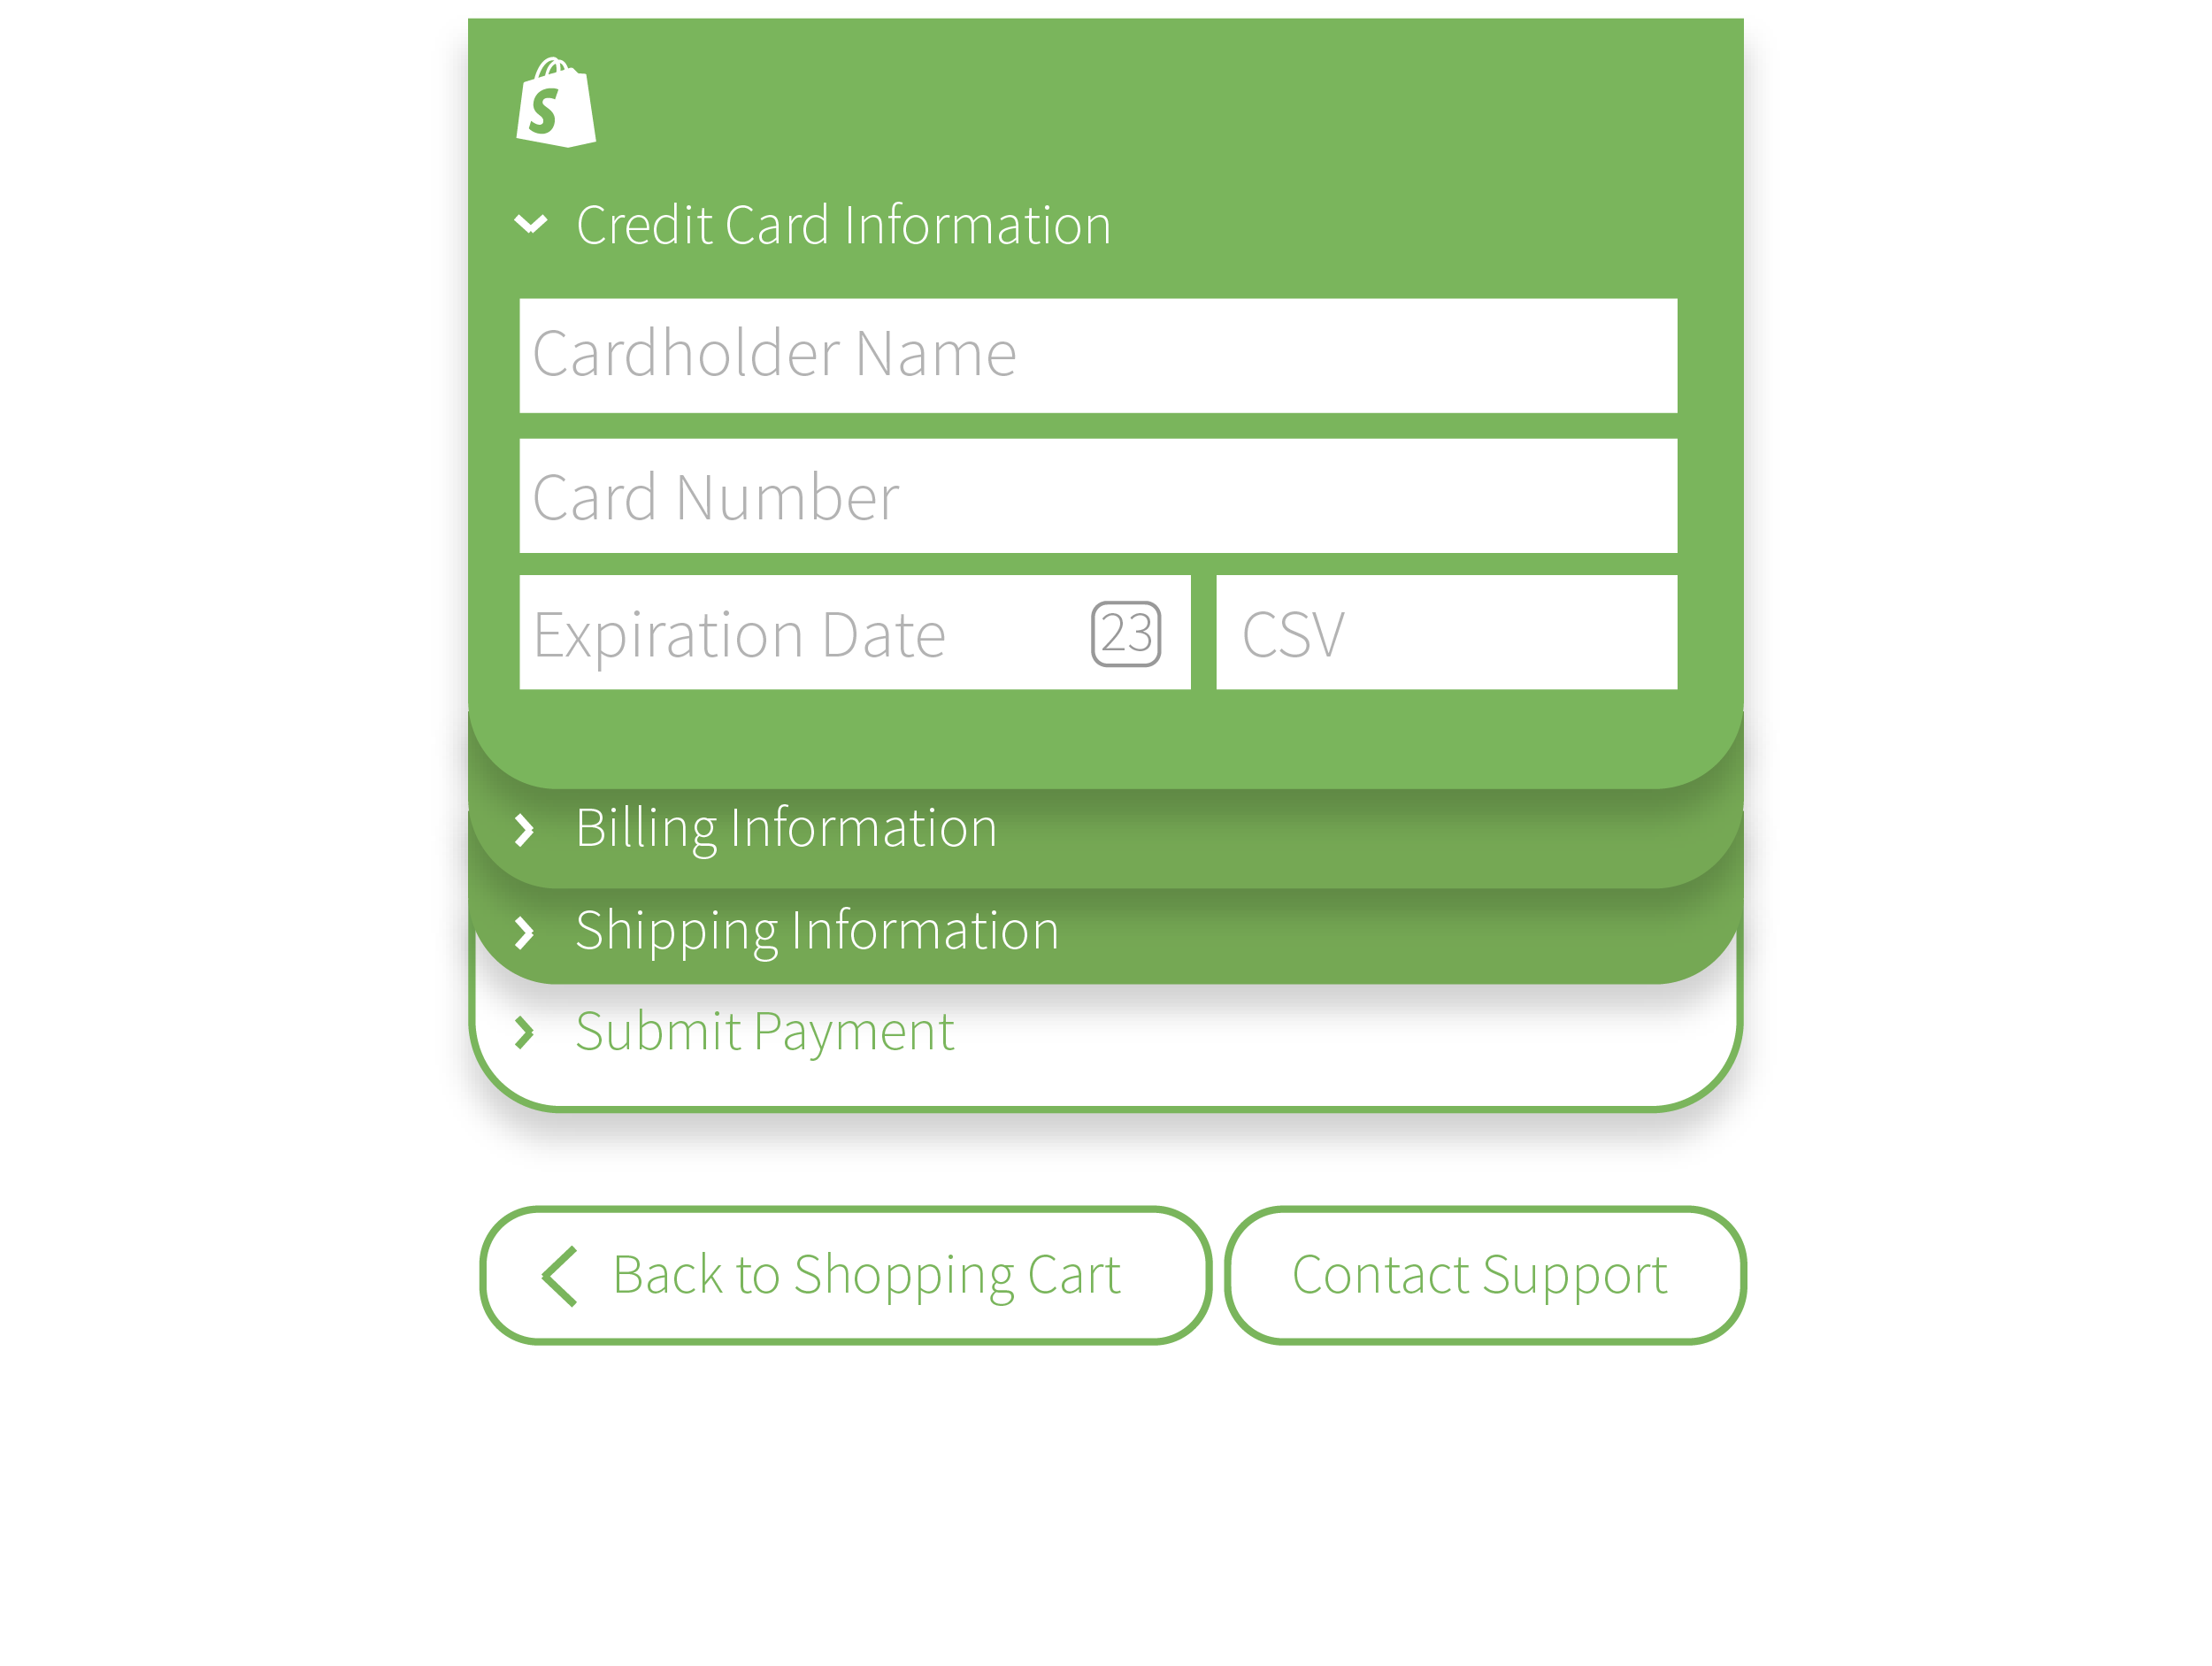 S
Credit Card Information
Cardholder Name
Card Number
Expiration Date 23 CSV
Billing Information
Shipping Information
Submit Payment
Back to Shopping Cart Contact Support